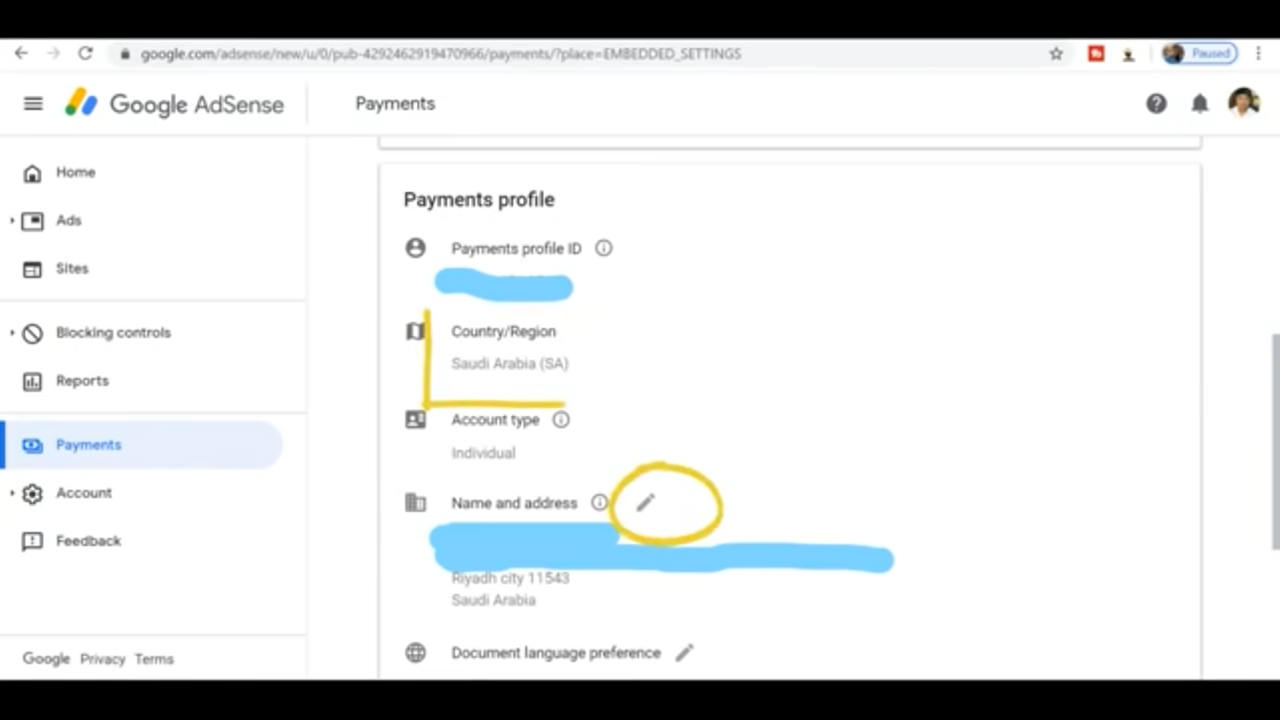 google.com/adsense/new/u/0/pub-4292462919470966/payments/?place=EMBEDDED_SETTINGS
Paused
Google AdSense
Payments
Home
Ads
Sites
Blocking controls
Reports
Payments
Account
Feedback
Google Privacy Terms
Payments profile
Payments profile ID
Country/Region
Saudi Arabia (SA)
Account type
Individual
Name and address
Riyadh city 11543
Saudi Arabia
Document language preference